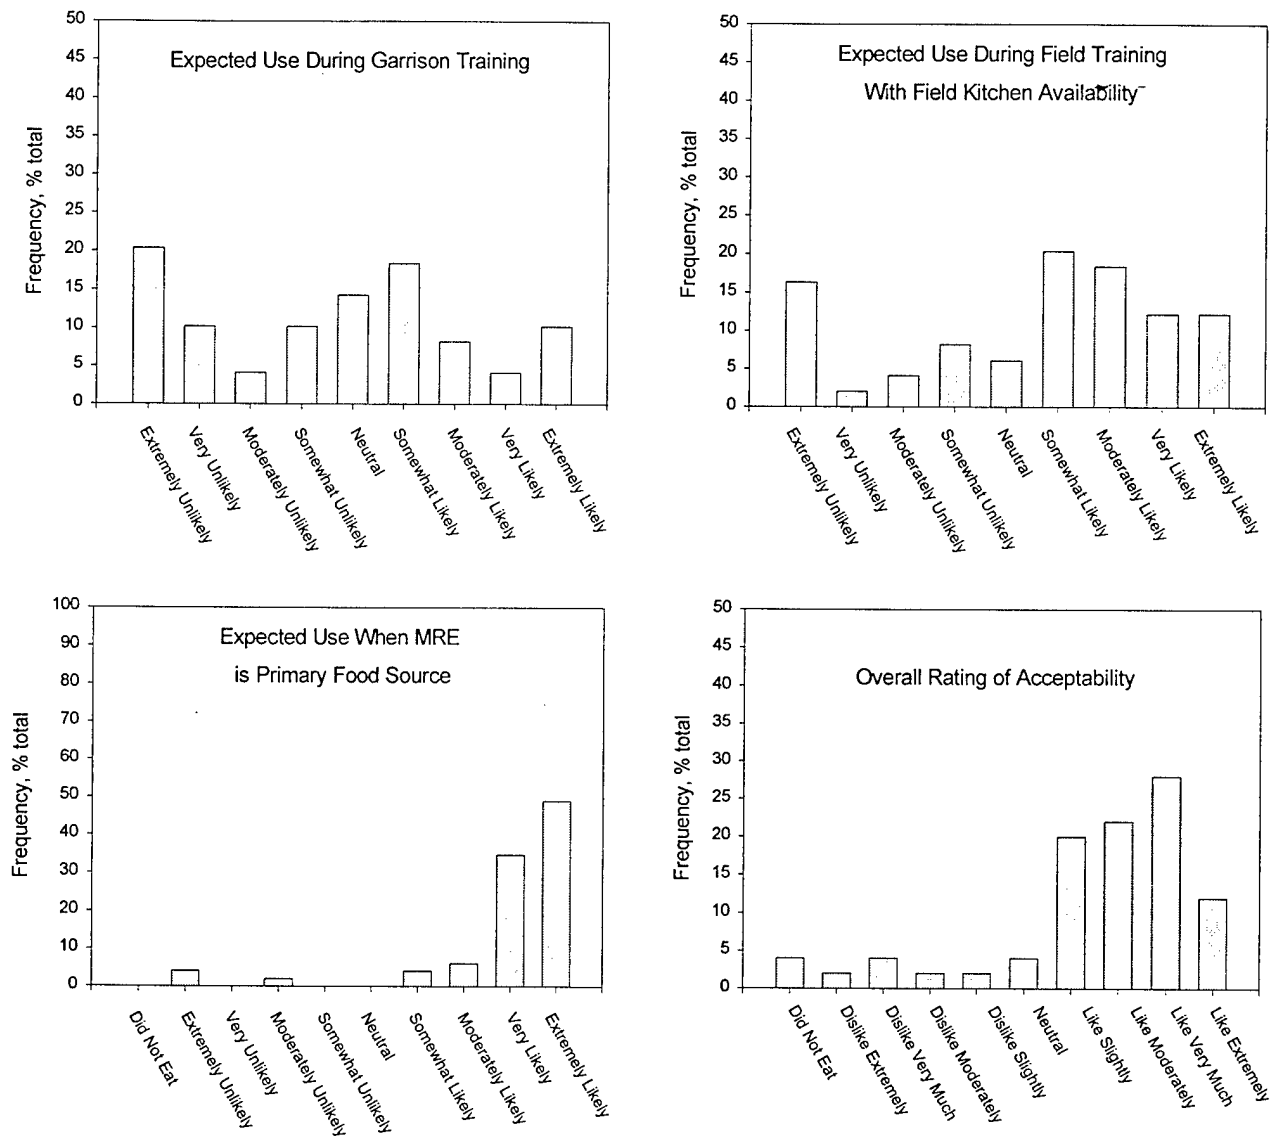 Expected Use During Garrison Training
Frequency, % total
50
45
40
35
30
25
20
15
10
5
0
Extremely Unlikely
Very Unlikely
Moderately Unlikely
Somewhat Unlikely
Neutral
Somewhat Likely
Moderately Likely
Very Likely
Extremely Likely
Expected Use During Field Training
With Field Kitchen Availability
Frequency, % total
50
45
40
35
30
25
20
15
10
5
0
Extremely Unlikely
Very Unlikely
Moderately Unlikely
Somewhat Unlikely
Neutral
Somewhat Likely
Moderately Likely
Very Likely
Extremely Likely
Expected Use When MRE
is Primary Food Source
Frequency, % total
100
90
80
70
60
50
40
30
20
10
0
Did Not Eat
Extremely Unlikely
Very Unlikely
Moderately Unlikely
Somewhat Unlikely
Neutral
Somewhat Likely
Moderately Likely
Very Likely
Extremely Likely
Overall Rating of Acceptability
Frequency, % total
50
45
40
35
30
25
20
15
10
5
0
Did Not Eat
Dislike Extremely
Dislike Very Much
Dislike Moderately
Dislike Slightly
Neutral
Like Slightly
Like Moderately
Like Very Much
Like Extremely